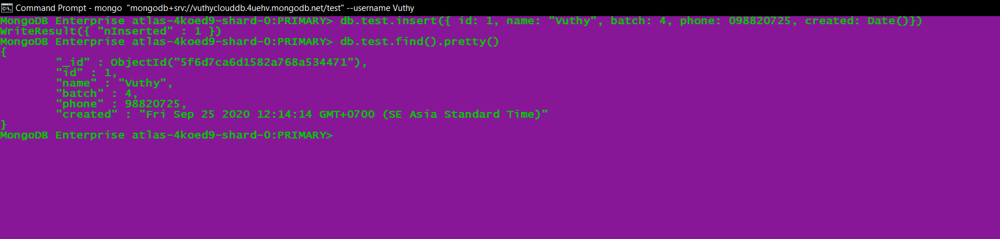 Command Prompt - mongo  "mongodb+srv://vuthyclouddb.4uehv.mongodb.net/test" --username Vuthy
MongoDB Enterprise atlas-4koed9-shard-0:PRIMARY> db.test.insert({ id: 1, name: "Vuthy", batch: 4, phone: 098820725, created: Date()})
WriteResult({ "nInserted" : 1 })
MongoDB Enterprise atlas-4koed9-shard-0:PRIMARY> db.test.find().pretty()
{
        "_id" : ObjectId("5f6d7ca6d1582a768a534471"),
        "id" : 1,
        "name" : "Vuthy",
        "batch" : 4,
        "phone" : 98820725,
        "created" : "Fri Sep 25 2020 12:14:14 GMT+0700 (SE Asia Standard Time)"
}
MongoDB Enterprise atlas-4koed9-shard-0:PRIMARY>